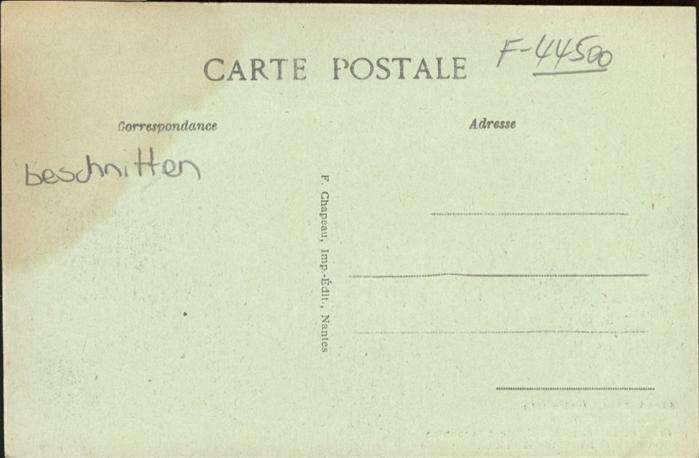 F-44500
CARTE POSTALE
Correspondance
Adresse
beschnitten
F. Chapeau, Imp.-Édit., Nantes